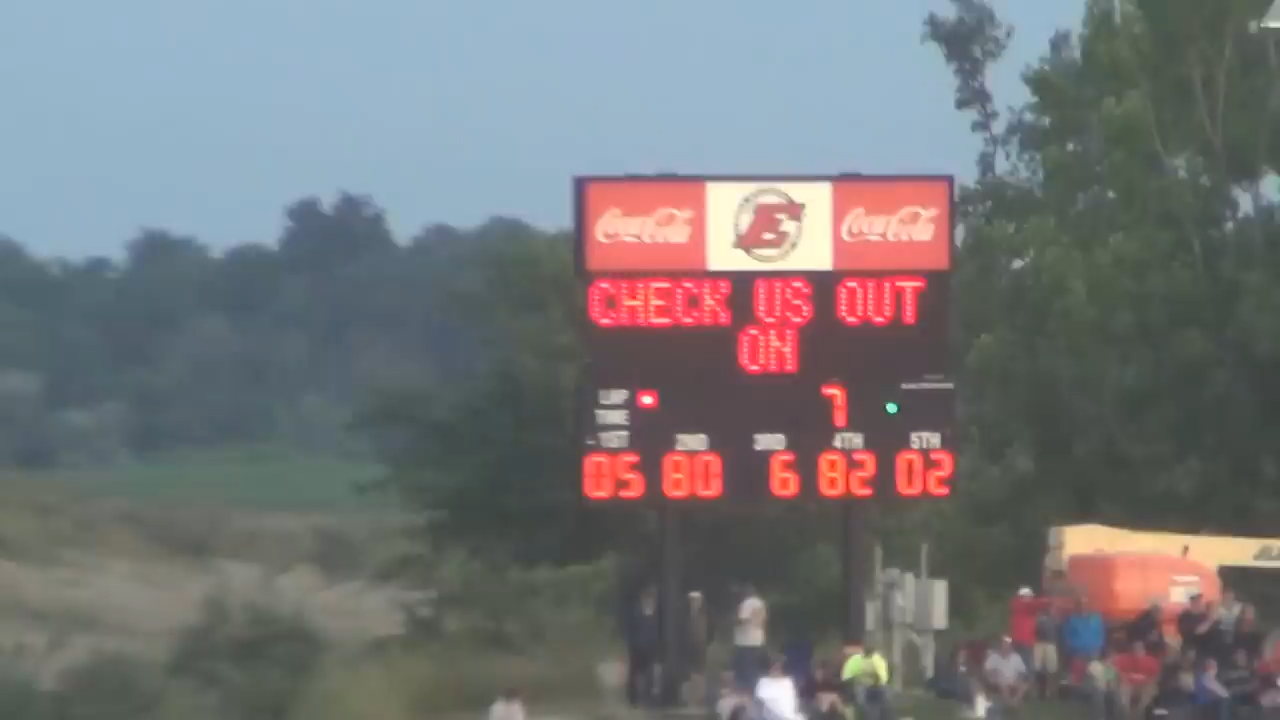 Coca-Cola E Coca-Cola
CHECK US OUT
ON
LAP 7
TIME
1ST 2ND 3RD 4TH 5TH
05 80 6 82 02